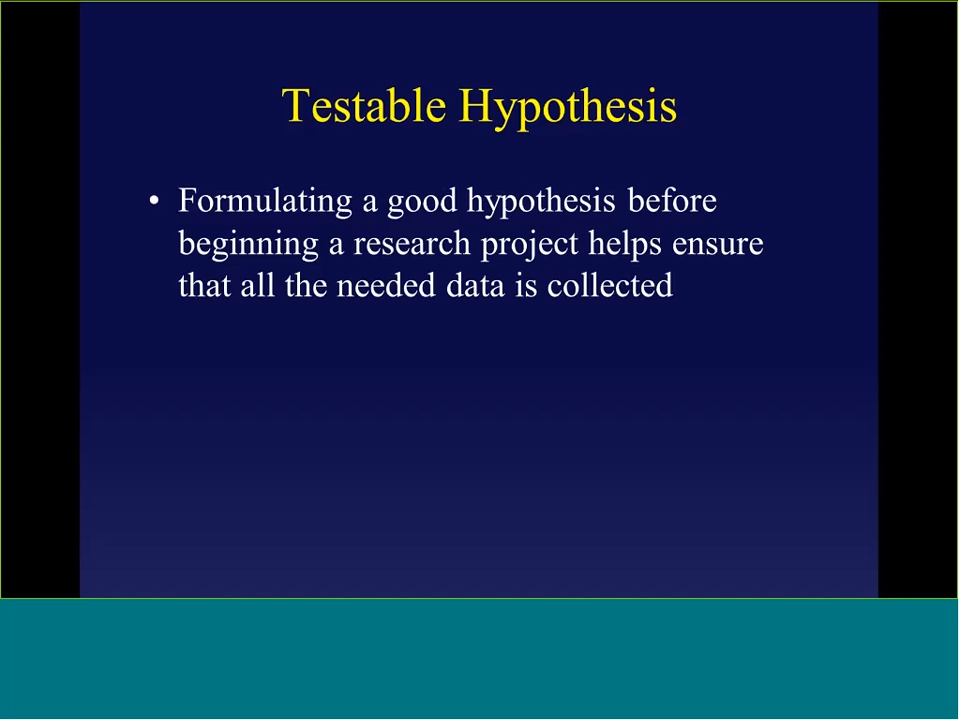 Testable Hypothesis
• Formulating a good hypothesis before
beginning a research project helps ensure
that all the needed data is collected